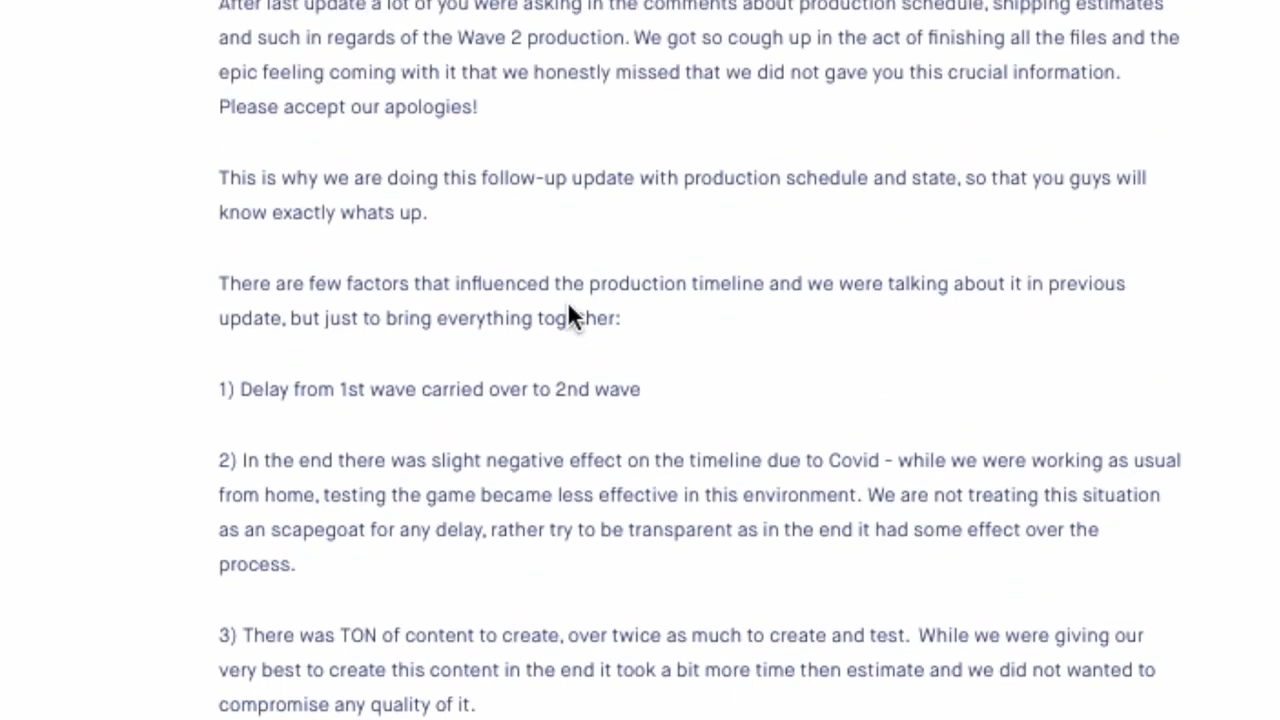 After last update a lot of you were asking in the comments about production schedule, shipping estimates
and such in regards of the Wave 2 production. We got so cough up in the act of finishing all the files and the
epic feeling coming with it that we honestly missed that we did not gave you this crucial information.
Please accept our apologies!
This is why we are doing this follow-up update with production schedule and state, so that you guys will
know exactly whats up.
There are few factors that influenced the production timeline and we were talking about it in previous
update, but just to bring everything together:
1) Delay from 1st wave carried over to 2nd wave
2) In the end there was slight negative effect on the timeline due to Covid - while we were working as usual
from home, testing the game became less effective in this environment. We are not treating this situation
as an scapegoat for any delay, rather try to be transparent as in the end it had some effect over the
process.
3) There was TON of content to create, over twice as much to create and test. While we were giving our
very best to create this content in the end it took a bit more time then estimate and we did not wanted to
compromise any quality of it.